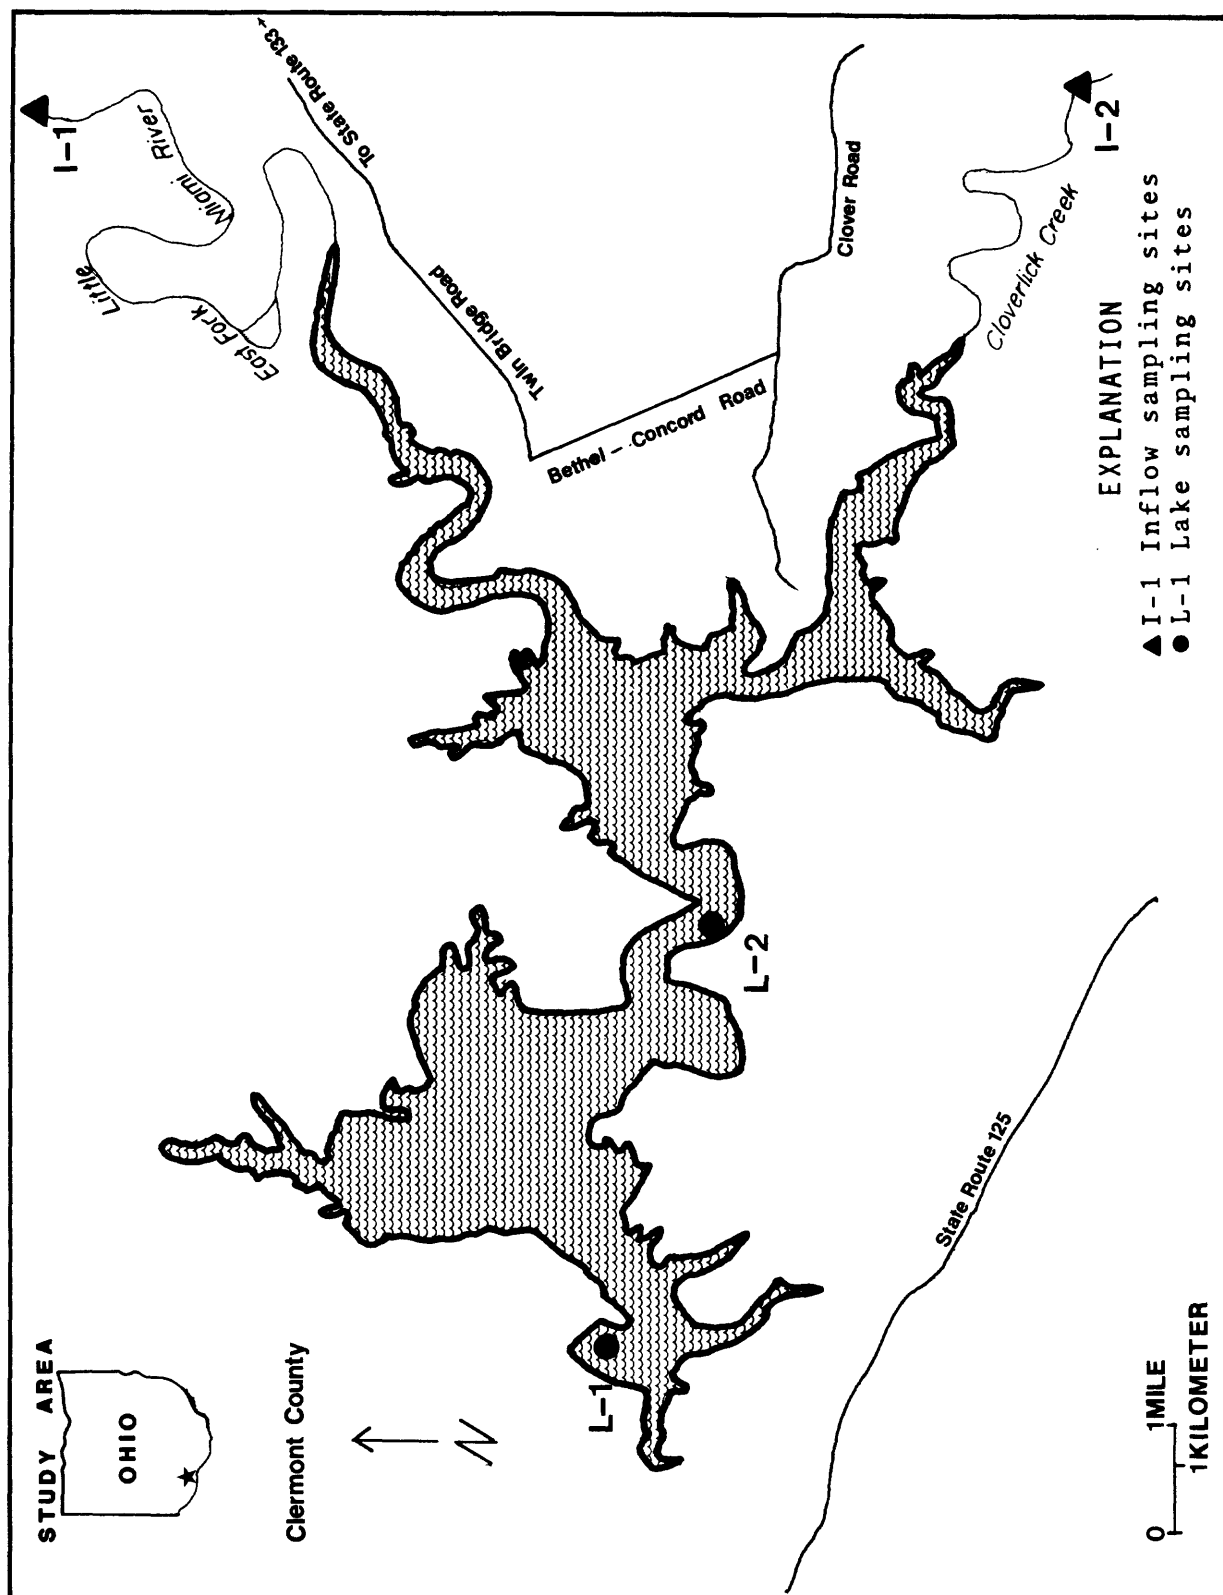 STUDY AREA
OHIO
Clermont County
N
I-1
Little
Miami River
East Fork
To State Route 133
Twin Bridge Road
Bethel - Concord Road
Clover Road
I-2
Cloverlick Creek
L-1
L-2
State Route 125
0 1MILE
1KILOMETER
EXPLANATION
I-1 Inflow sampling sites
L-1 Lake sampling sites